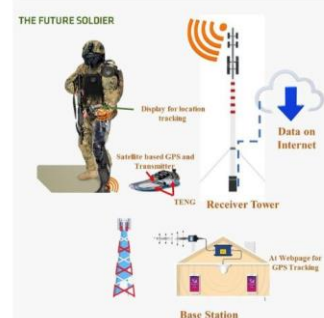 THE FUTURE SOLDIER
Display for location
tracking
Data on
Internet
Satellite based GPS and
Transmitter
TENG
Receiver Tower
At Webpage for
GPS Tracking
Base Station